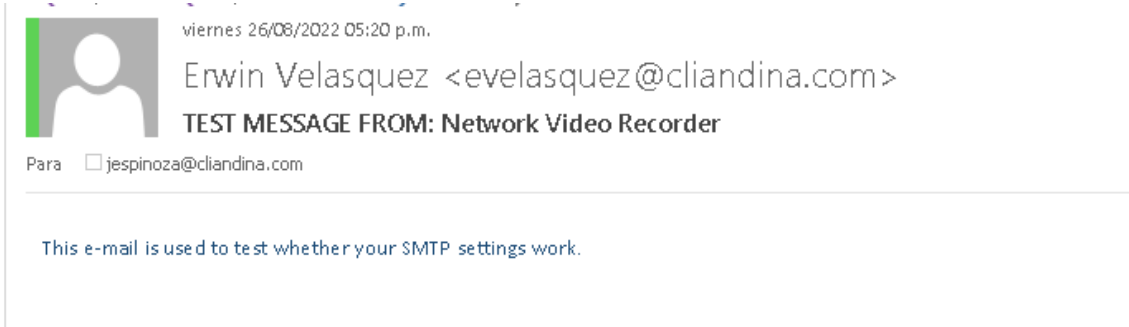 viernes 26/08/2022 05:20 p.m.
Erwin Velasquez <evelasquez@cliandina.com>
TEST MESSAGE FROM: Network Video Recorder
Para jespinoza@cliandina.com
This e-mail is used to test whether your SMTP settings work.